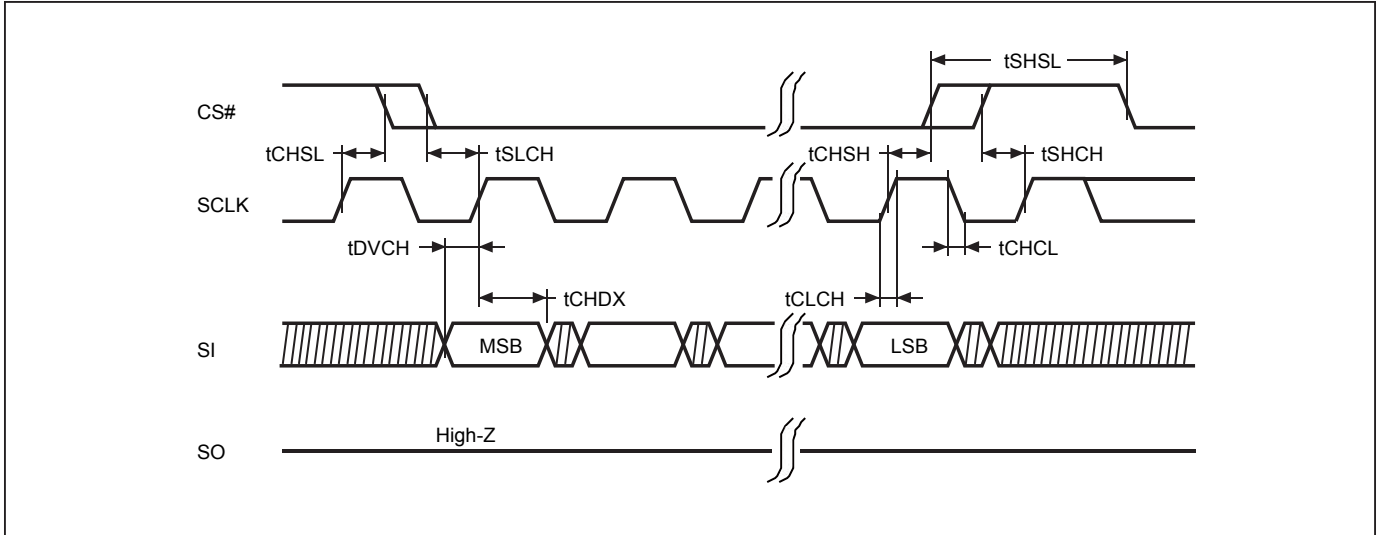 tSHSL
CS#
tCHSL
tSLCH
tCHSH
tSHCH
SCLK
tDVCH
tCHCL
tCHDX
tCLCH
SI
MSB
LSB
High-Z
SO